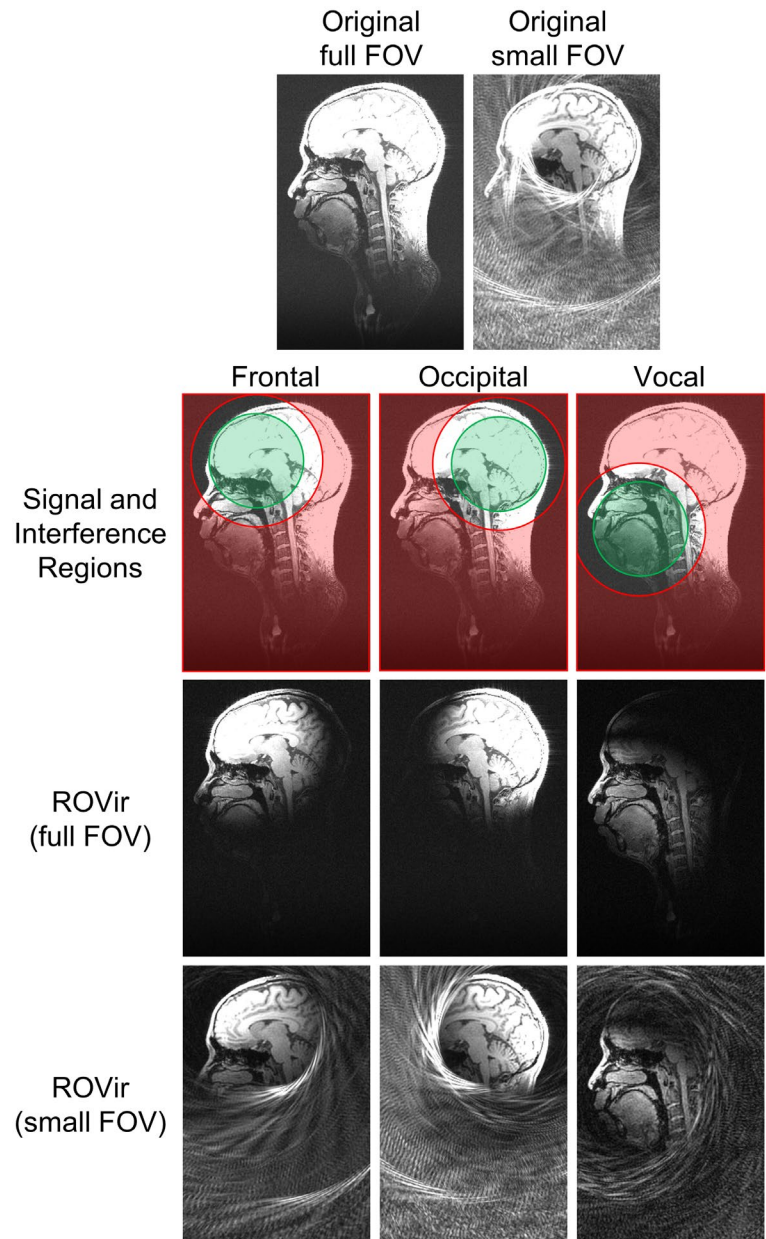 Original
full FOV
Original
small FOV
Frontal
Occipital
Vocal
Signal and
Interference
Regions
ROVir
(full FOV)
ROVir
(small FOV)